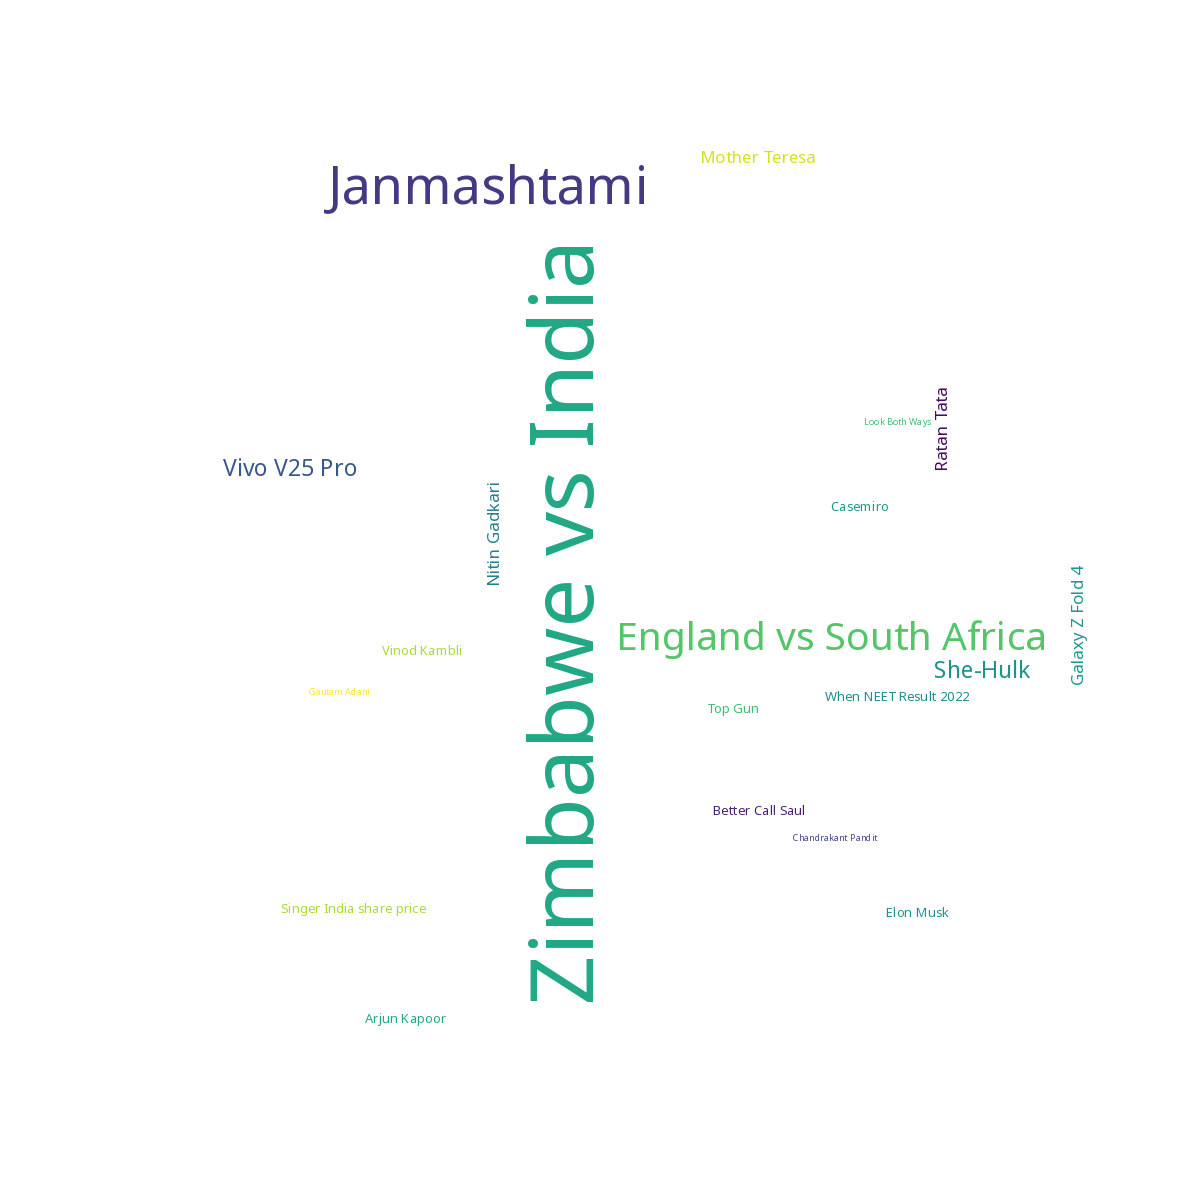 Mother Teresa
Janmashtami
Zimbabwe vs India
Ratan Tata
Look Both Ways
Vivo V25 Pro
Nitin Gadkari
Casemiro
Galaxy Z Fold 4
England vs South Africa
Vinod Kambli
She-Hulk
Gautam Adani
When NEET Result 2022
Top Gun
Better Call Saul
Chandrakant Pandit
Singer India share price
Elon Musk
Arjun Kapoor